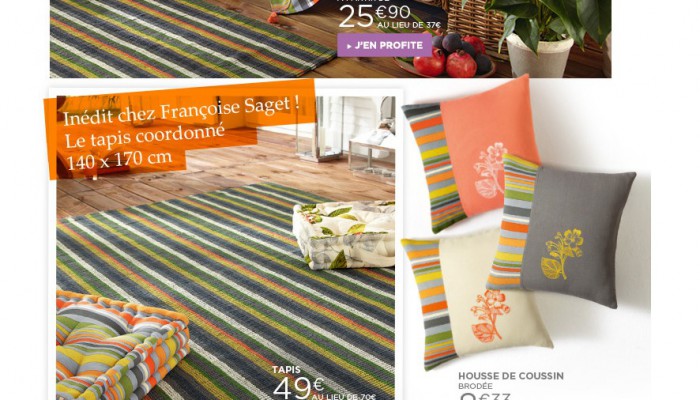 25€90
AU LIEU DE 37€
J'EN PROFITE
Inédit chez Françoise Saget !
Le tapis coordonné
140 x 170 cm
TAPIS
49€
AU LIEU DE 70€
HOUSSE DE COUSSIN
BRODÉE